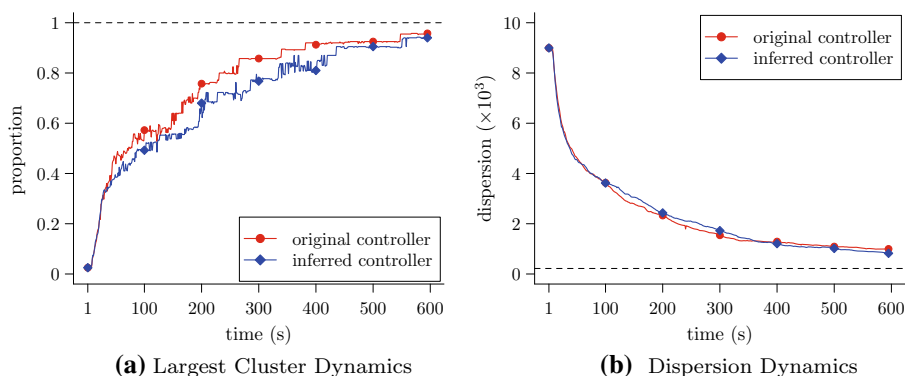 1
0.8
0.6
0.4
0.2
0
proportion
1 100 200 300 400 500 600
time (s)
original controller
inferred controller
(a) Largest Cluster Dynamics
10
8
6
4
2
0
dispersion (×10³)
1 100 200 300 400 500 600
time (s)
original controller
inferred controller
(b) Dispersion Dynamics